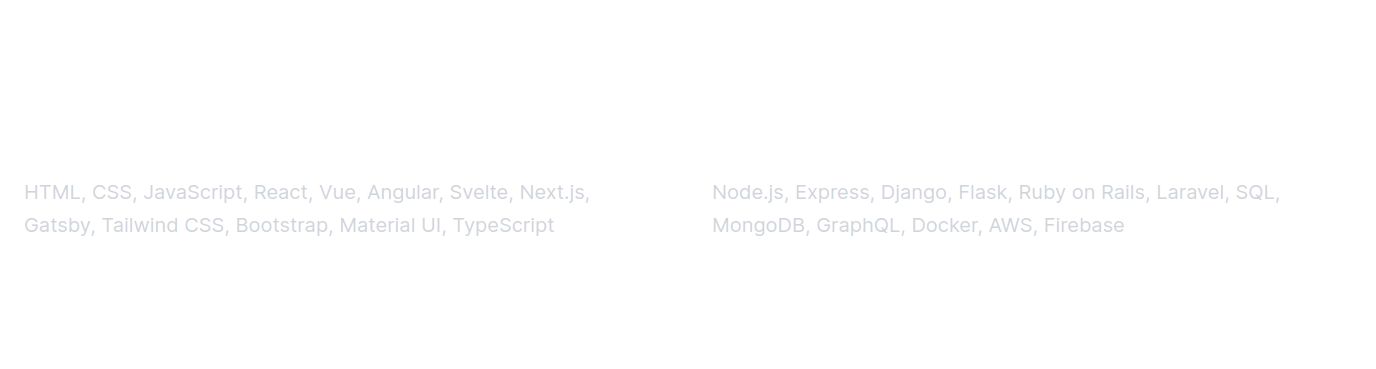 HTML, CSS, JavaScript, React, Vue, Angular, Svelte, Next.js,
Gatsby, Tailwind CSS, Bootstrap, Material UI, TypeScript
Node.js, Express, Django, Flask, Ruby on Rails, Laravel, SQL,
MongoDB, GraphQL, Docker, AWS, Firebase